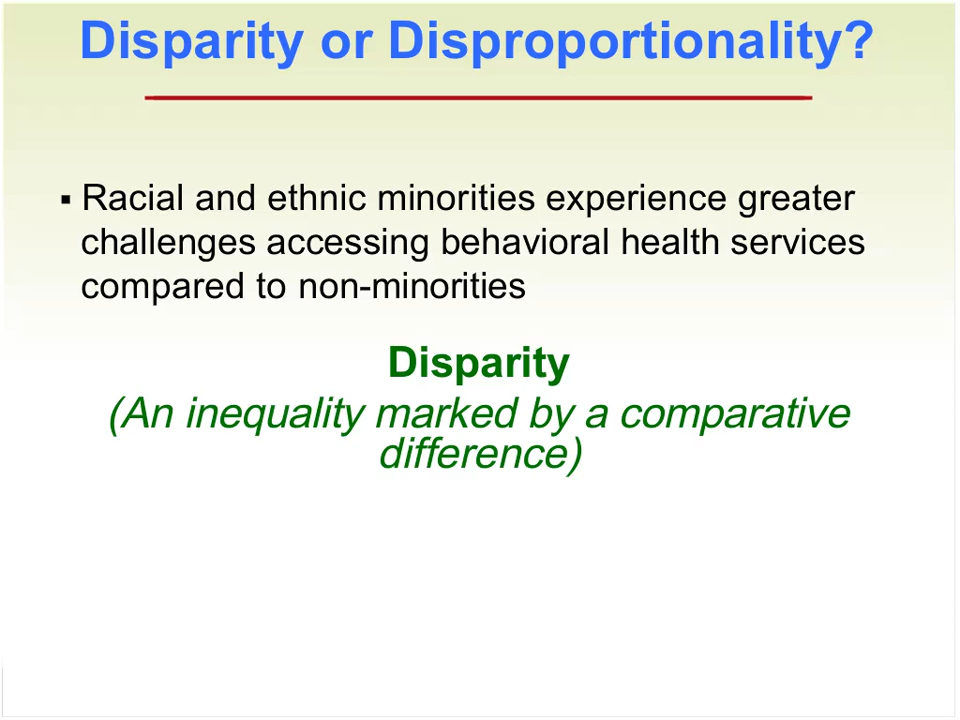 Disparity or Disproportionality?
▪ Racial and ethnic minorities experience greater
challenges accessing behavioral health services
compared to non-minorities
Disparity
(An inequality marked by a comparative
difference)